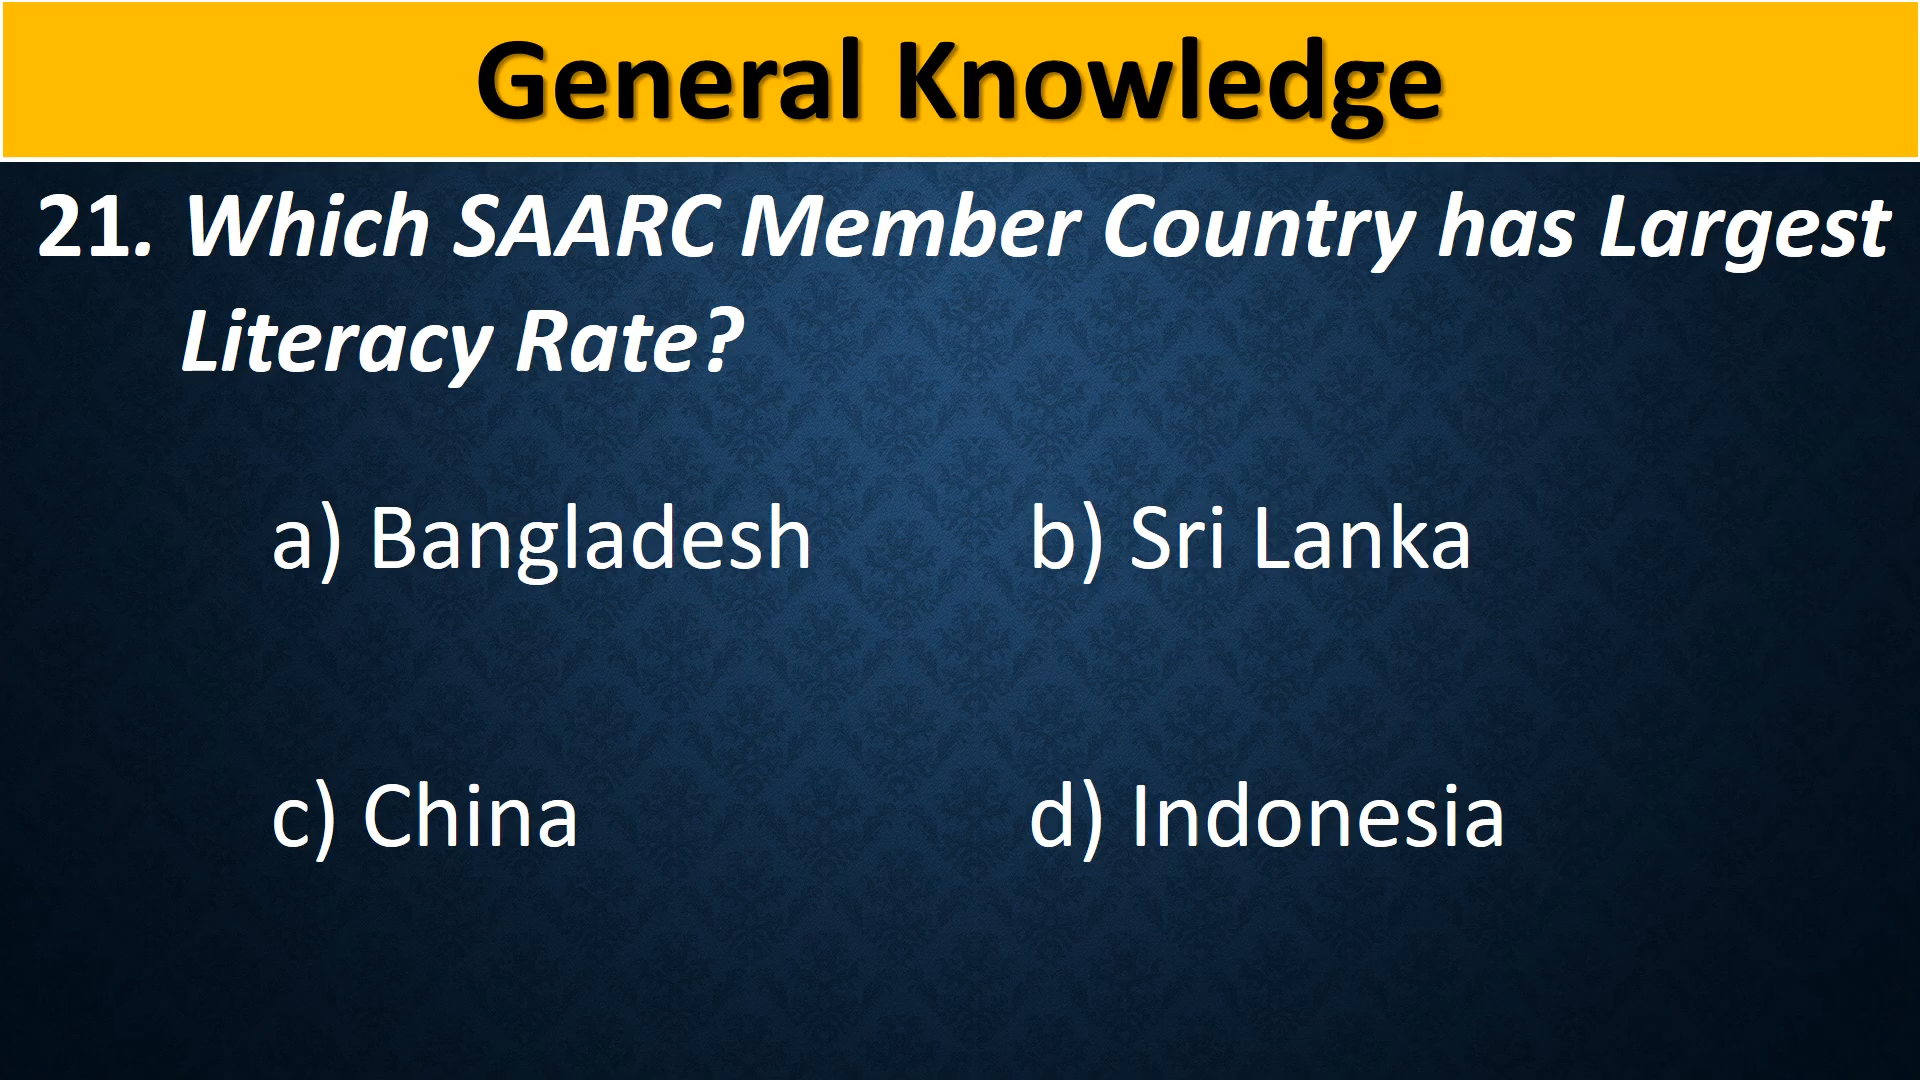 General Knowledge
21. Which SAARC Member Country has Largest
Literacy Rate?
a) Bangladesh b) Sri Lanka
c) China d) Indonesia